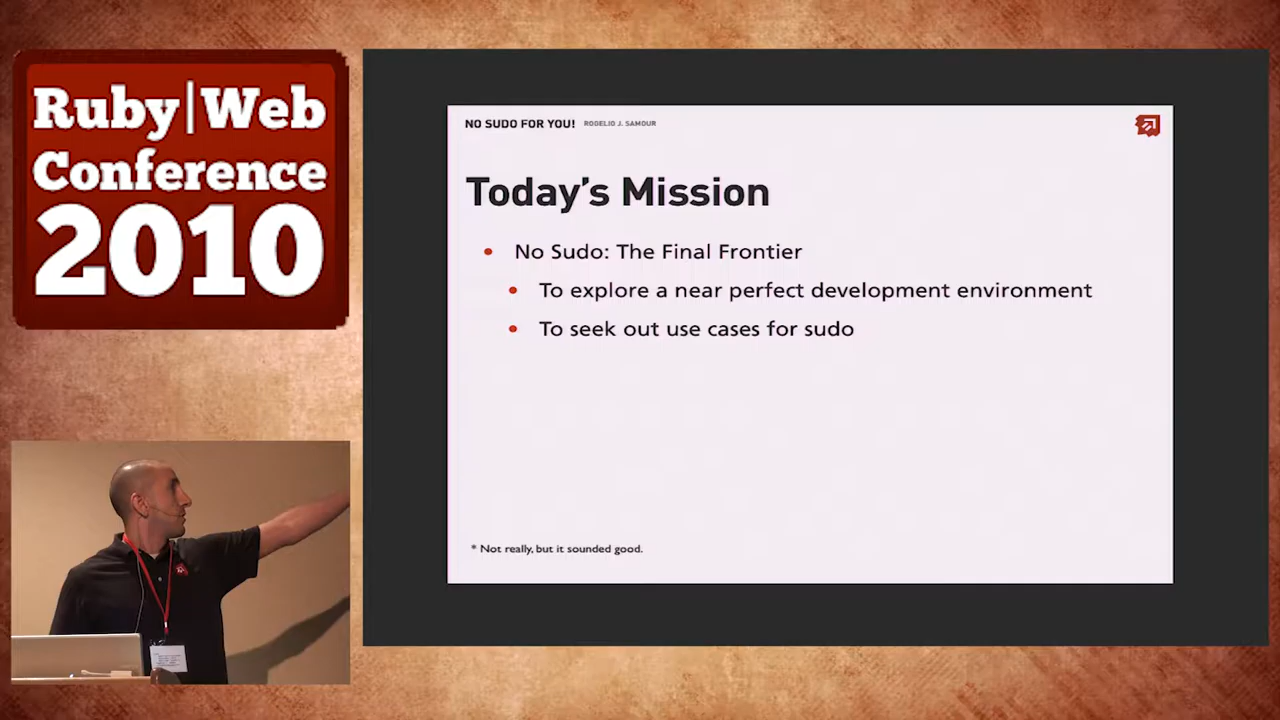 Ruby|Web
Conference
2010
NO SUDO FOR YOU! ROGELIO J. SAMOUR
Today's Mission
• No Sudo: The Final Frontier
• To explore a near perfect development environment
• To seek out use cases for sudo
* Not really, but it sounded good.